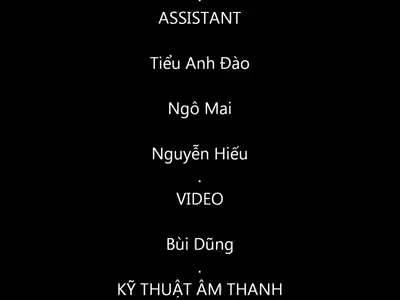 ASSISTANT
Tiểu Anh Đào
Ngô Mai
Nguyễn Hiếu
.
VIDEO
Bùi Dũng
.
KỸ THUẬT ÂM THANH